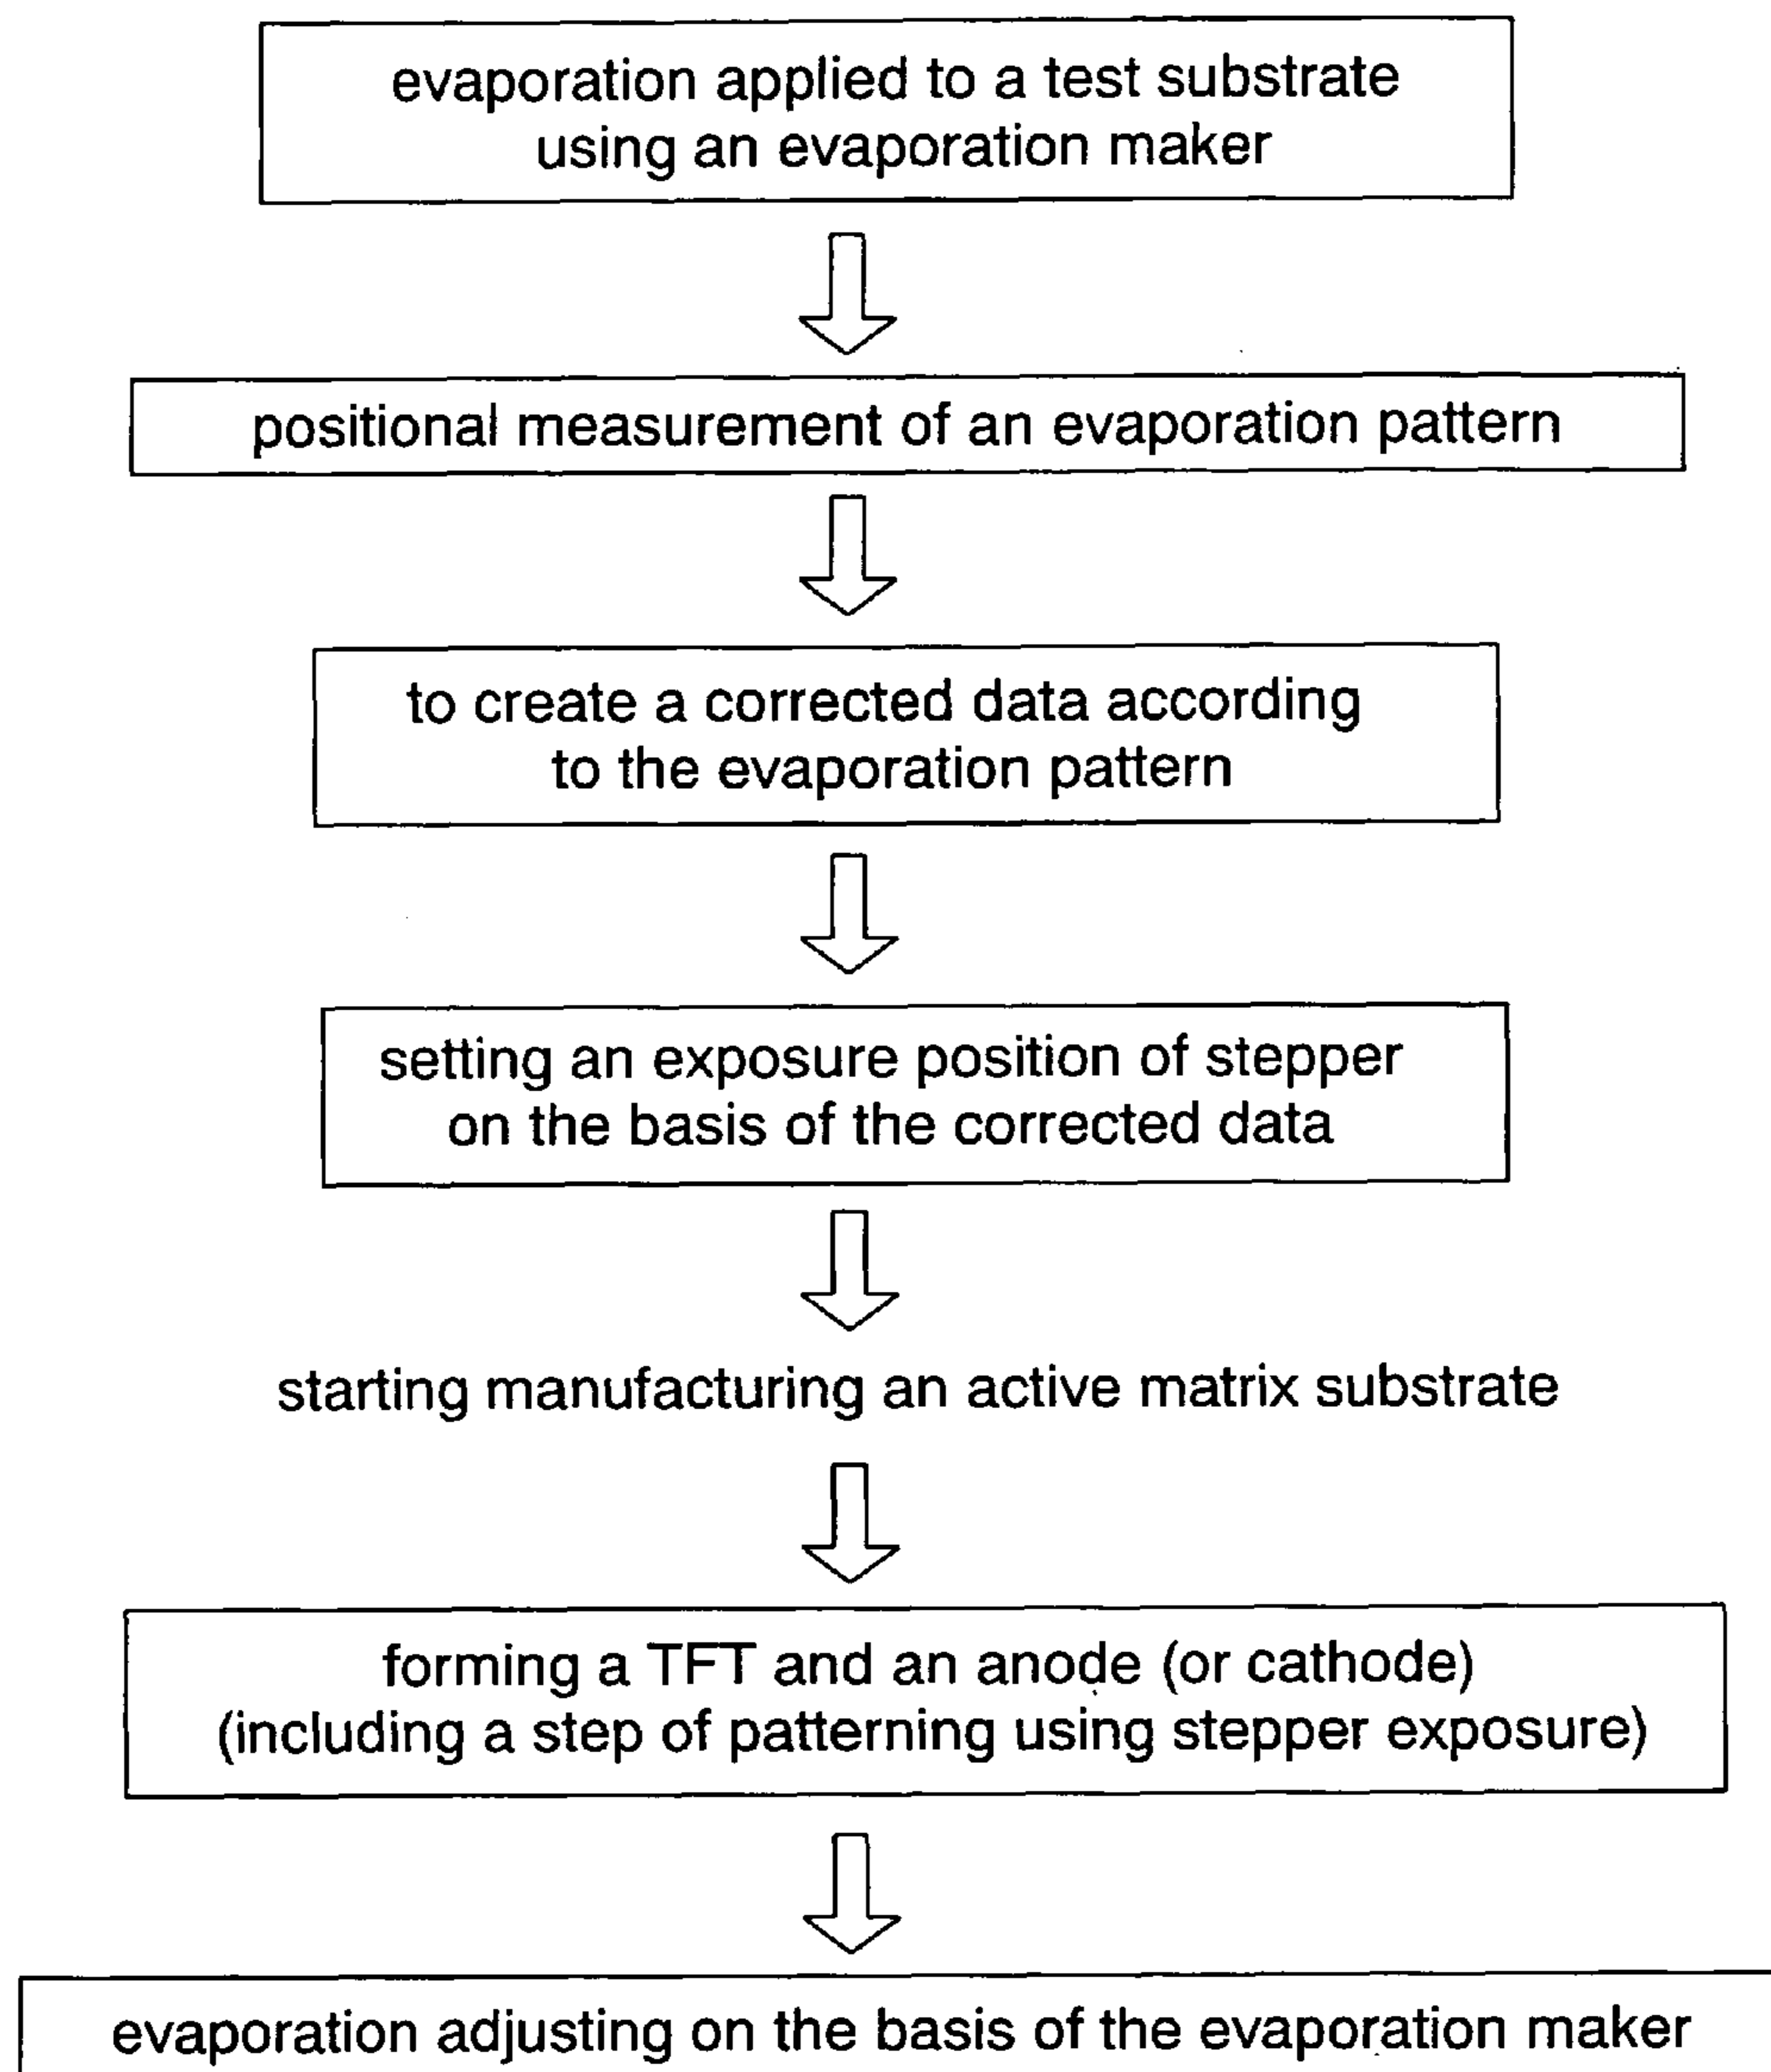 evaporation applied to a test substrate
using an evaporation maker
positional measurement of an evaporation pattern
to create a corrected data according
to the evaporation pattern
setting an exposure position of stepper
on the basis of the corrected data
starting manufacturing an active matrix substrate
forming a TFT and an anode (or cathode)
(including a step of patterning using stepper exposure)
evaporation adjusting on the basis of the evaporation maker